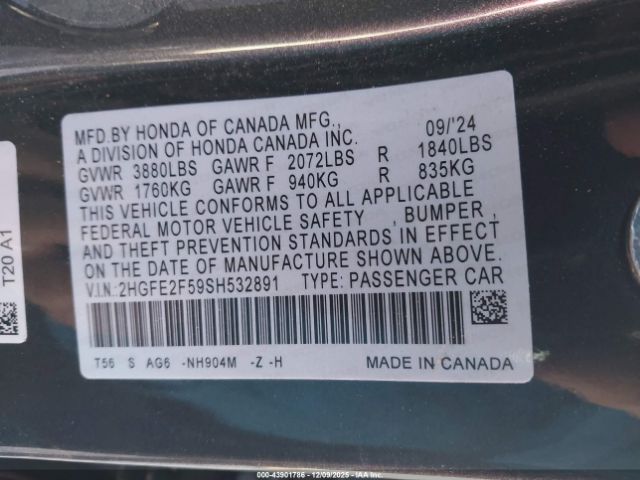 MFD.BY HONDA OF CANADA MFG., 09/'24
A DIVISION OF HONDA CANADA INC.
GVWR 3880LBS GAWR F 2072LBS R 1840LBS
GVWR 1760KG GAWR F 940KG R 835KG
THIS VEHICLE CONFORMS TO ALL APPLICABLE
FEDERAL MOTOR VEHICLE SAFETY , BUMPER ,
AND THEFT PREVENTION STANDARDS IN EFFECT
ON THE DATE OF MANUFACTURE SHOWN ABOVE.
V.I.N:2HGFE2F59SH532891 TYPE: PASSENGER CAR
T56 S AG6 -NH904M -Z -H MADE IN CANADA
T20 A1
000-43901786 - 12/09/2025 - IAA Inc.